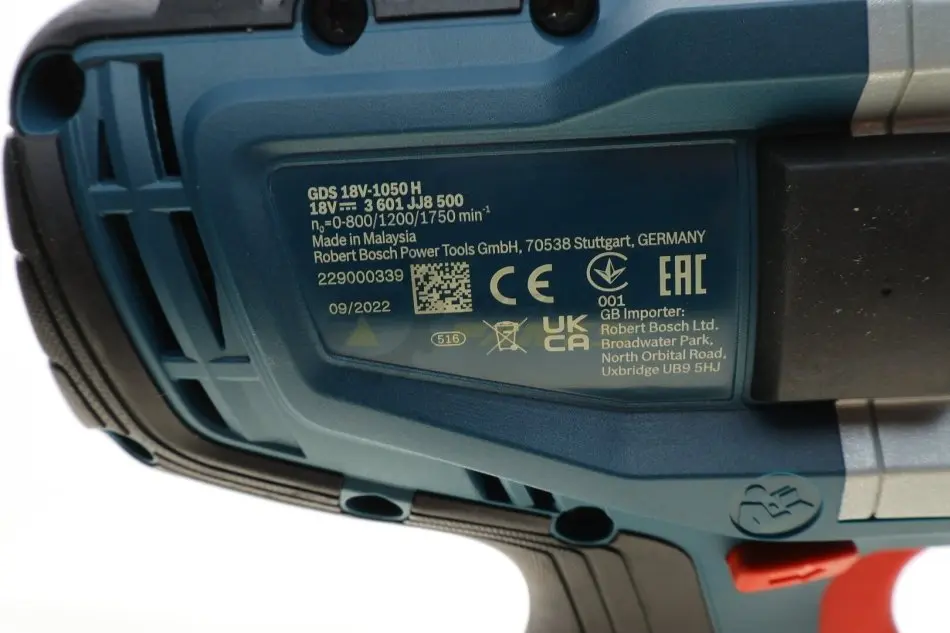 GDS 18V-1050 H
18V⎓ 3 601 JJ8 500
n₀=0-800/1200/1750 min⁻¹
Made in Malaysia
Robert Bosch Power Tools GmbH, 70538 Stuttgart, GERMANY
229000339
CE
001
EAC
09/2022
516
UK
CA
GB Importer:
Robert Bosch Ltd.
Broadwater Park,
North Orbital Road,
Uxbridge UB9 5HJ